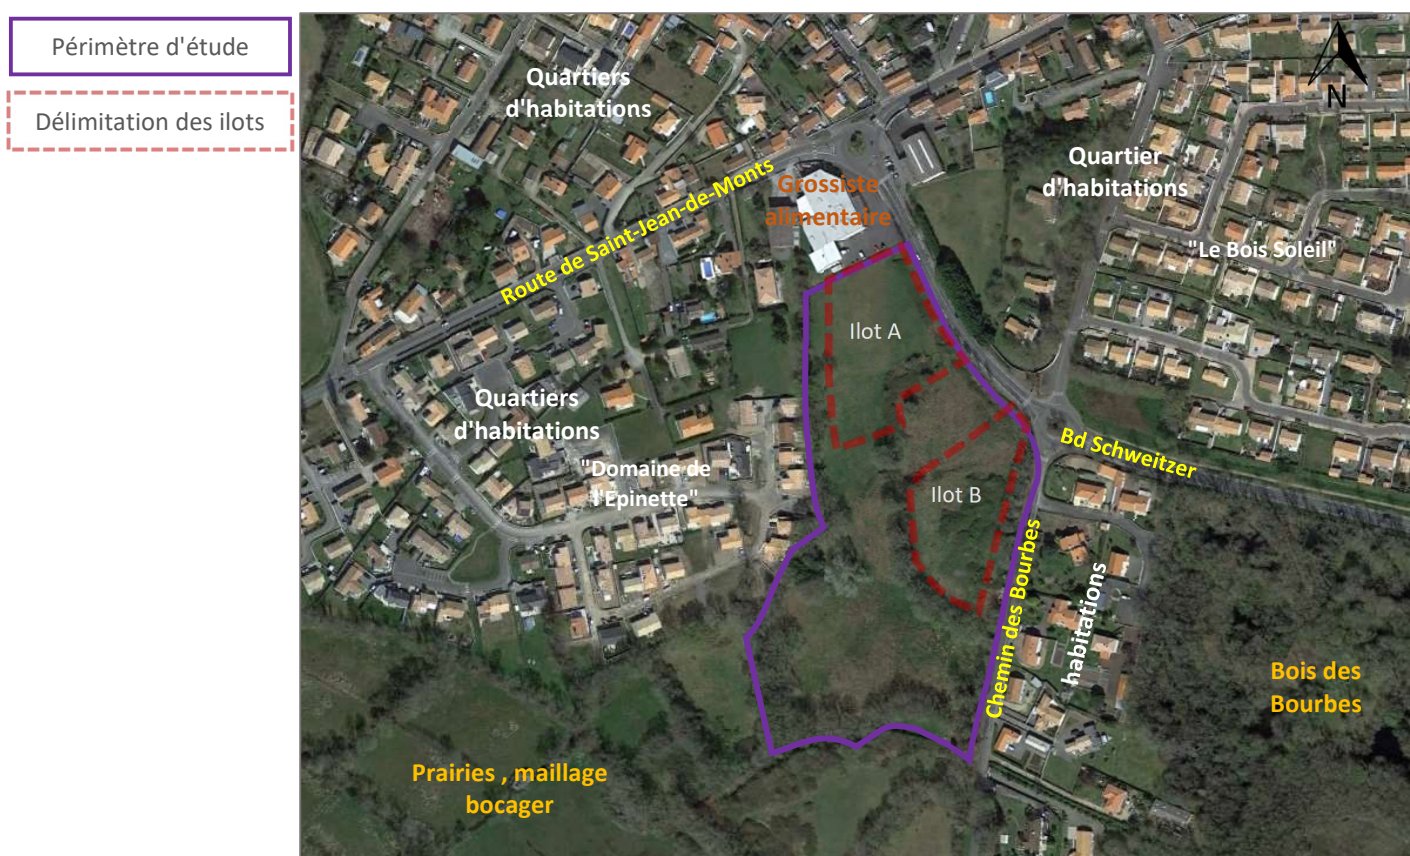 Périmètre d'étude
Délimitation des ilots
N
Quartiers
d'habitations
Quartier
d'habitations
"Le Bois Soleil"
Grossiste
alimentaire
Route de Saint-Jean-de-Monts
Ilot A
Quartiers
d'habitations
"Domaine de
l'Epinette"
Bd Schweitzer
Ilot B
Chemin des Bourbes
habitations
Bois des
Bourbes
Prairies , maillage
bocager